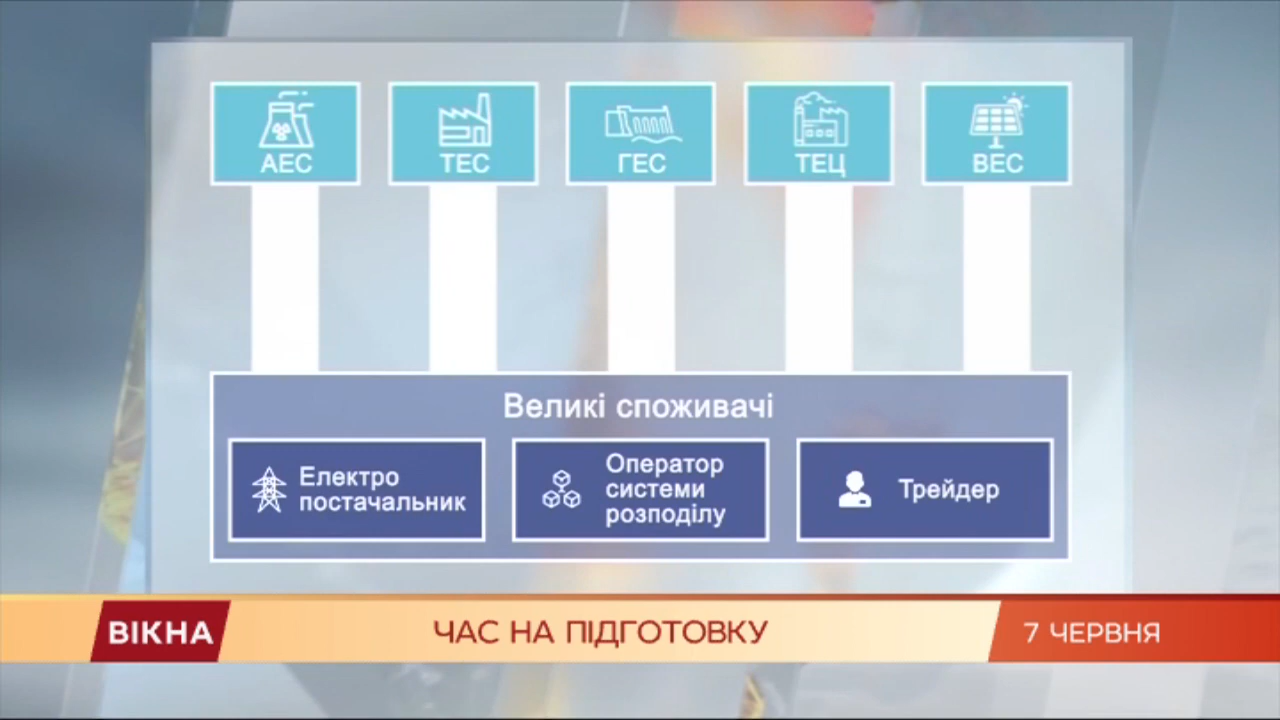 АЕС
ТЕС
ГЕС
ТЕЦ
ВЕС
Великі споживачі
Електро
постачальник
Оператор
системи
розподілу
Трейдер
ВІКНА
ЧАС НА ПІДГОТОВКУ
7 ЧЕРВНЯ